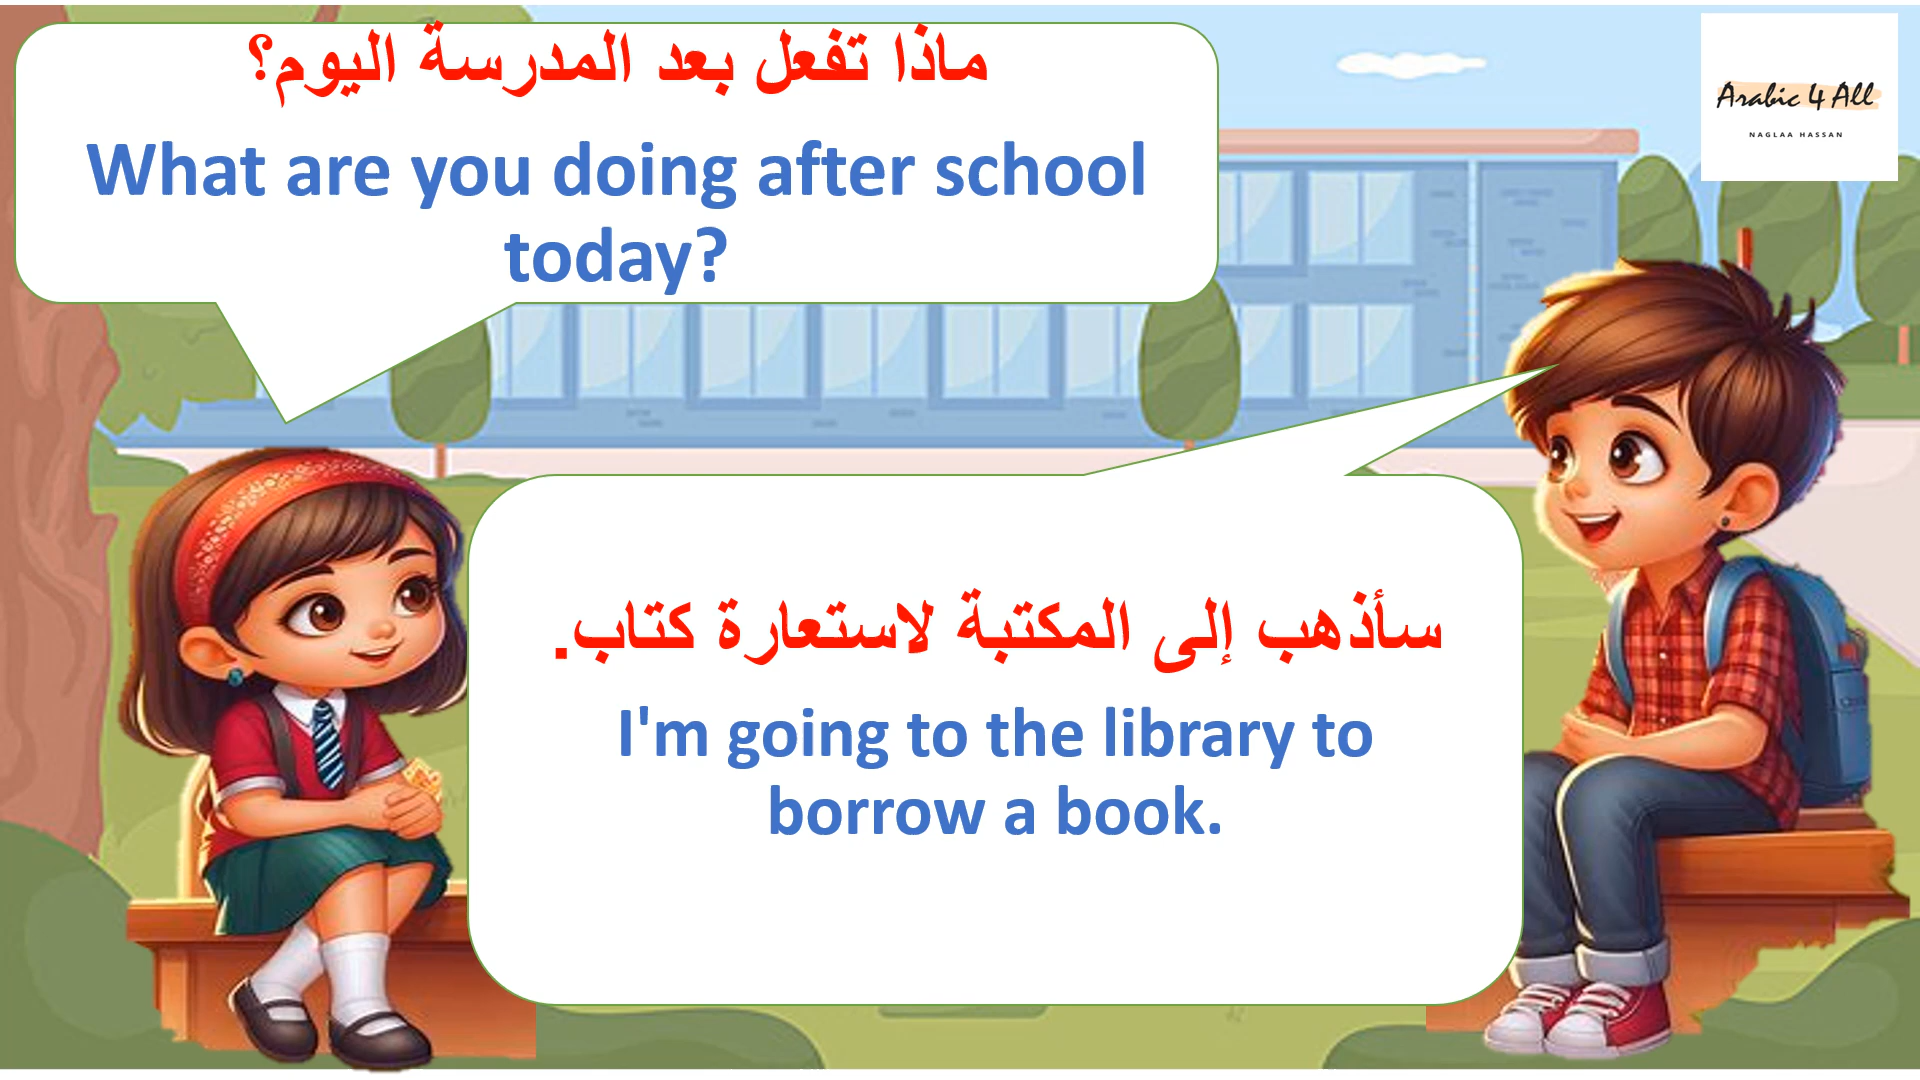 ماذا تفعل بعد المدرسة اليوم؟
What are you doing after school
today?
Arabic 4 All
NAGLAA HASSAN
سأذهب إلى المكتبة لاستعارة كتاب.
I'm going to the library to
borrow a book.